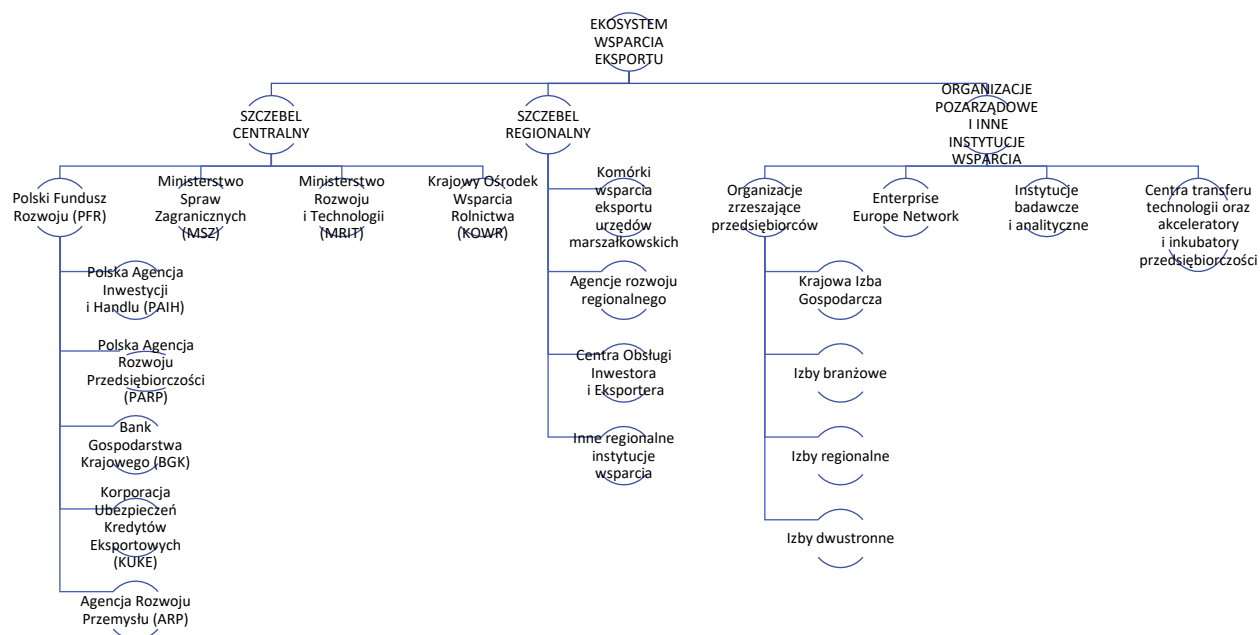 EKOSYSTEM
WSPARCIA
EKSPORTU
SZCZEBEL
CENTRALNY
SZCZEBEL
REGIONALNY
ORGANIZACJE
POZARZĄDOWE
I INNE
INSTYTUCJE
WSPARCIA
Polski Fundusz
Rozwoju (PFR)
Ministerstwo
Spraw
Zagranicznych
(MSZ)
Ministerstwo
Rozwoju
i Technologii
(MRIT)
Krajowy Ośrodek
Wsparcia
Rolnictwa
(KOWR)
Komórki
wsparcia
eksportu
urzędów
marszałkowskich
Organizacje
zrzeszające
przedsiębiorców
Enterprise
Europe Network
Instytucje
badawcze
i analityczne
Centra transferu
technologii oraz
akceleratory
i inkubatory
przedsiębiorczości
Polska Agencja
Inwestycji
i Handlu (PAIH)
Agencje rozwoju
regionalnego
Krajowa Izba
Gospodarcza
Polska Agencja
Rozwoju
Przedsiębiorczości
(PARP)
Centra Obsługi
Inwestora
i Eksportera
Izby branżowe
Bank
Gospodarstwa
Krajowego (BGK)
Inne regionalne
instytucje
wsparcia
Izby regionalne
Korporacja
Ubezpieczeń
Kredytów
Eksportowych
(KUKE)
Izby dwustronne
Agencja Rozwoju
Przemysłu (ARP)